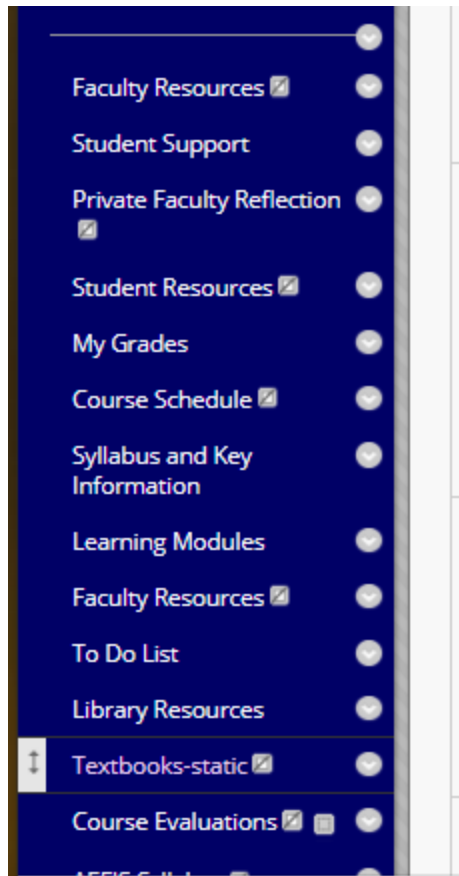 Faculty Resources
Student Support
Private Faculty Reflection
Student Resources
My Grades
Course Schedule
Syllabus and Key
Information
Learning Modules
Faculty Resources
To Do List
Library Resources
Textbooks-static
Course Evaluations